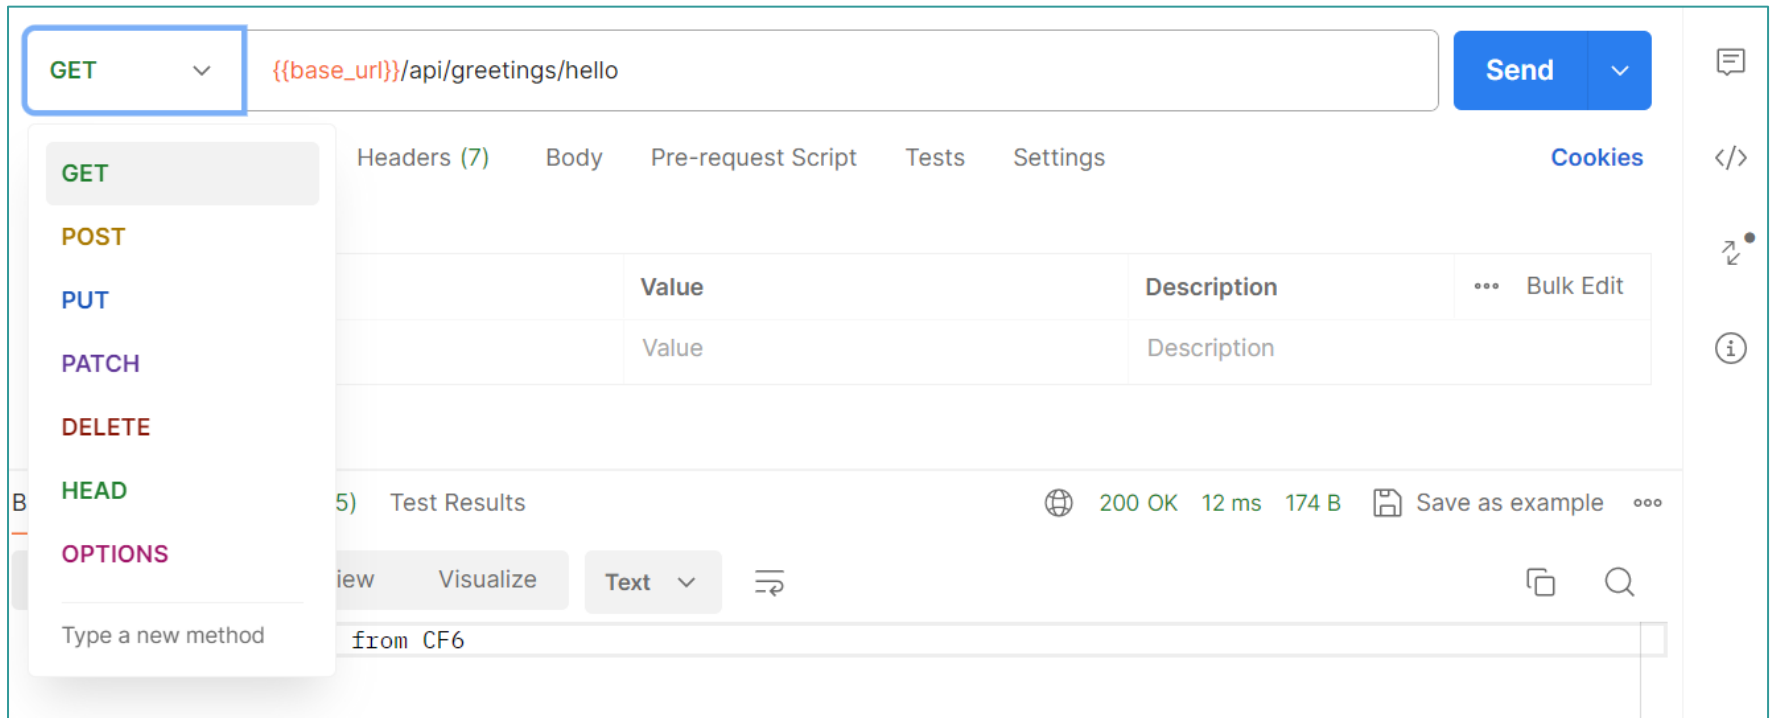 GET {{base_url}}/api/greetings/hello Send
Headers (7) Body Pre-request Script Tests Settings Cookies
GET
POST
Value Description Bulk Edit
PUT
Value Description
PATCH
DELETE
HEAD
B 5) Test Results 200 OK 12 ms 174 B Save as example
OPTIONS
iew Visualize Text
Type a new method
from CF6